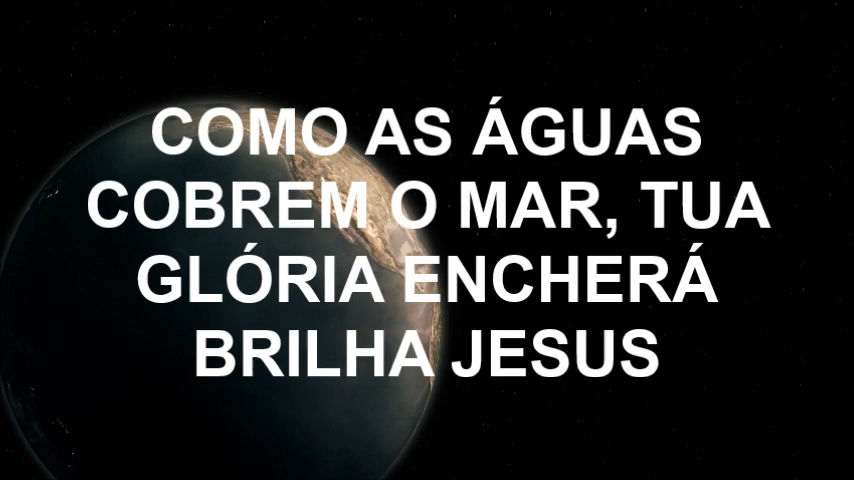 COMO AS ÁGUAS
COBREM O MAR, TUA
GLÓRIA ENCHERÁ
BRILHA JESUS